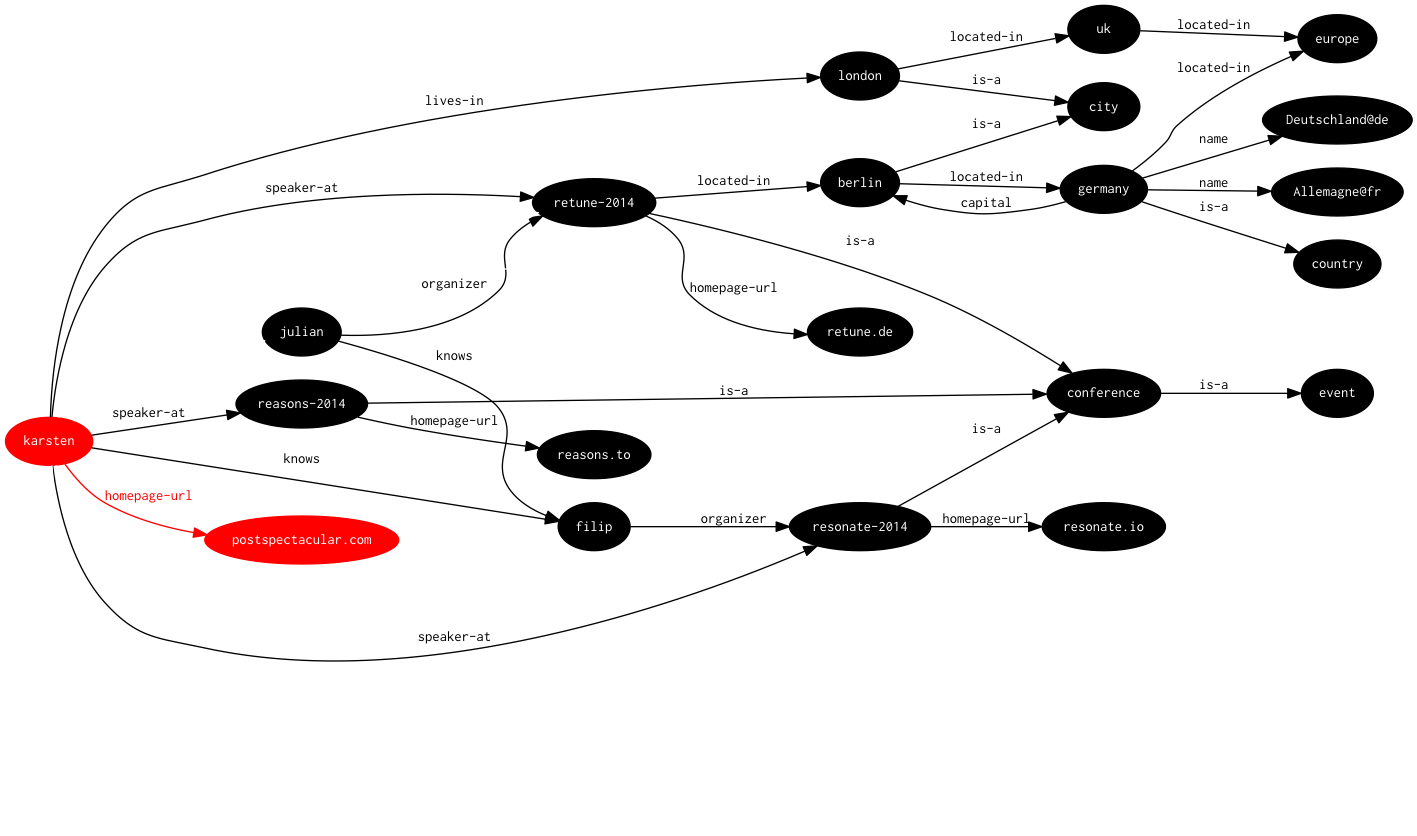 uk
located-in
europe
located-in
located-in
london
is-a
lives-in
city
is-a
Deutschland@de
name
located-in
berlin
located-in
germany
name
Allemagne@fr
speaker-at
retune-2014
capital
is-a
is-a
country
organizer
homepage-url
julian
retune.de
knows
is-a
conference
is-a
event
reasons-2014
speaker-at
homepage-url
is-a
karsten
reasons.to
knows
homepage-url
organizer
homepage-url
filip
resonate-2014
resonate.io
postspectacular.com
speaker-at